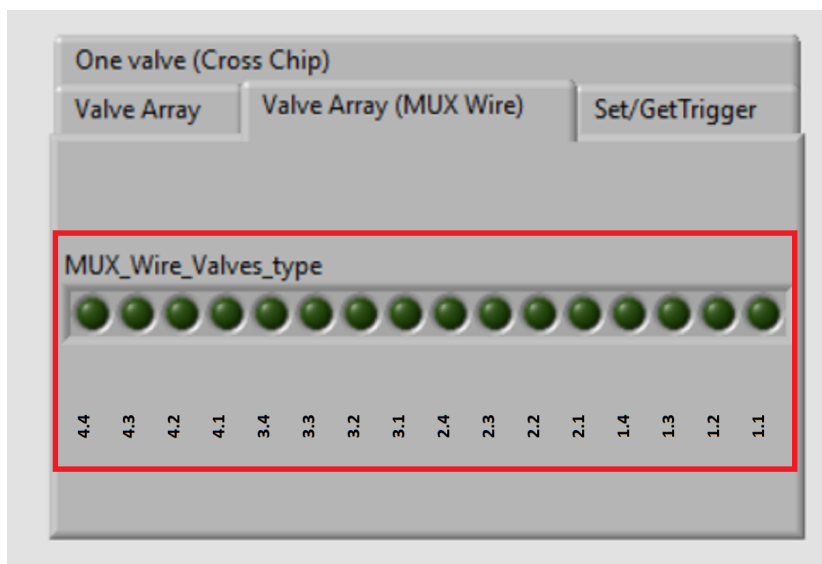 One valve (Cross Chip)
Valve Array
Valve Array (MUX Wire)
Set/GetTrigger
MUX_Wire_Valves_type
4.4 4.3 4.2 4.1 3.4 3.3 3.2 3.1 2.4 2.3 2.2 2.1 1.4 1.3 1.2 1.1